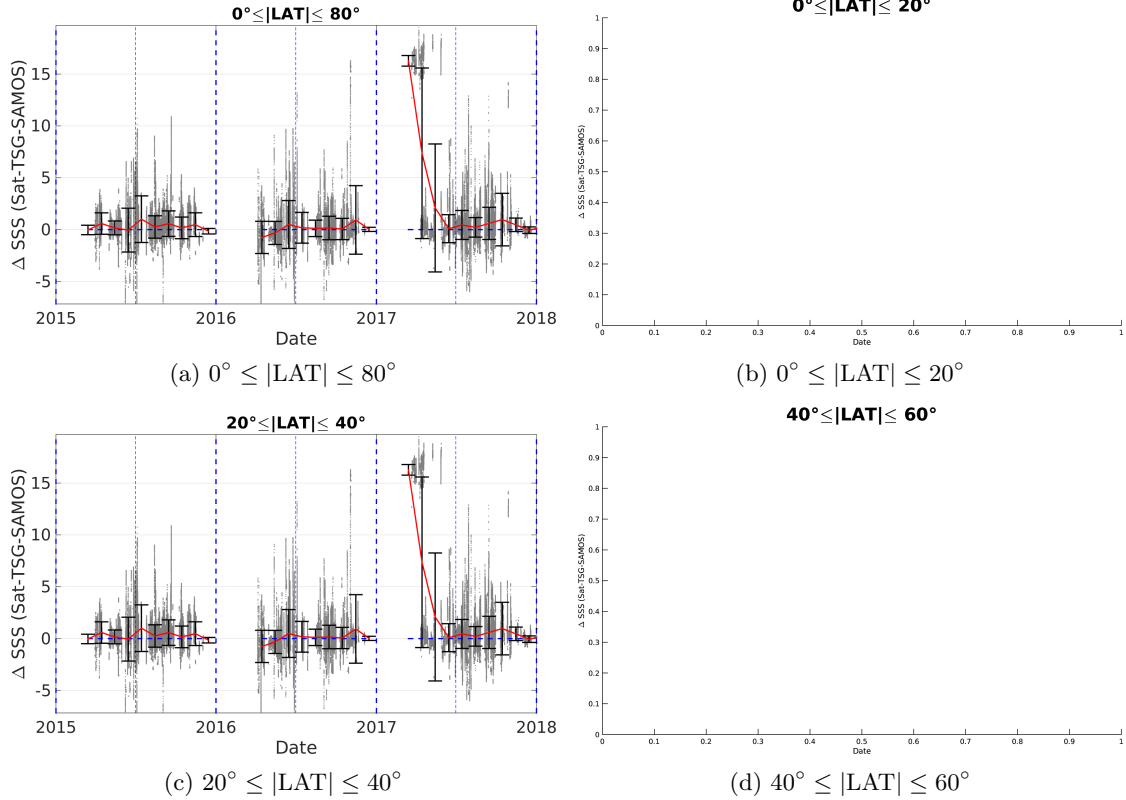 0°≤|LAT|≤ 80°
15
10
5
0
-5
Δ SSS (Sat-TSG-SAMOS)
2015 2016 2017 2018
Date
(a) 0° ≤ |LAT| ≤ 80°
0°≤|LAT|≤ 20°
1
0.9
0.8
0.7
0.6
0.5
0.4
0.3
0.2
0.1
0
Δ SSS (Sat-TSG-SAMOS)
0 0.1 0.2 0.3 0.4 0.5 0.6 0.7 0.8 0.9 1
Date
(b) 0° ≤ |LAT| ≤ 20°
20°≤|LAT|≤ 40°
15
10
5
0
-5
Δ SSS (Sat-TSG-SAMOS)
2015 2016 2017 2018
Date
(c) 20° ≤ |LAT| ≤ 40°
40°≤|LAT|≤ 60°
1
0.9
0.8
0.7
0.6
0.5
0.4
0.3
0.2
0.1
0
Δ SSS (Sat-TSG-SAMOS)
0 0.1 0.2 0.3 0.4 0.5 0.6 0.7 0.8 0.9 1
Date
(d) 40° ≤ |LAT| ≤ 60°